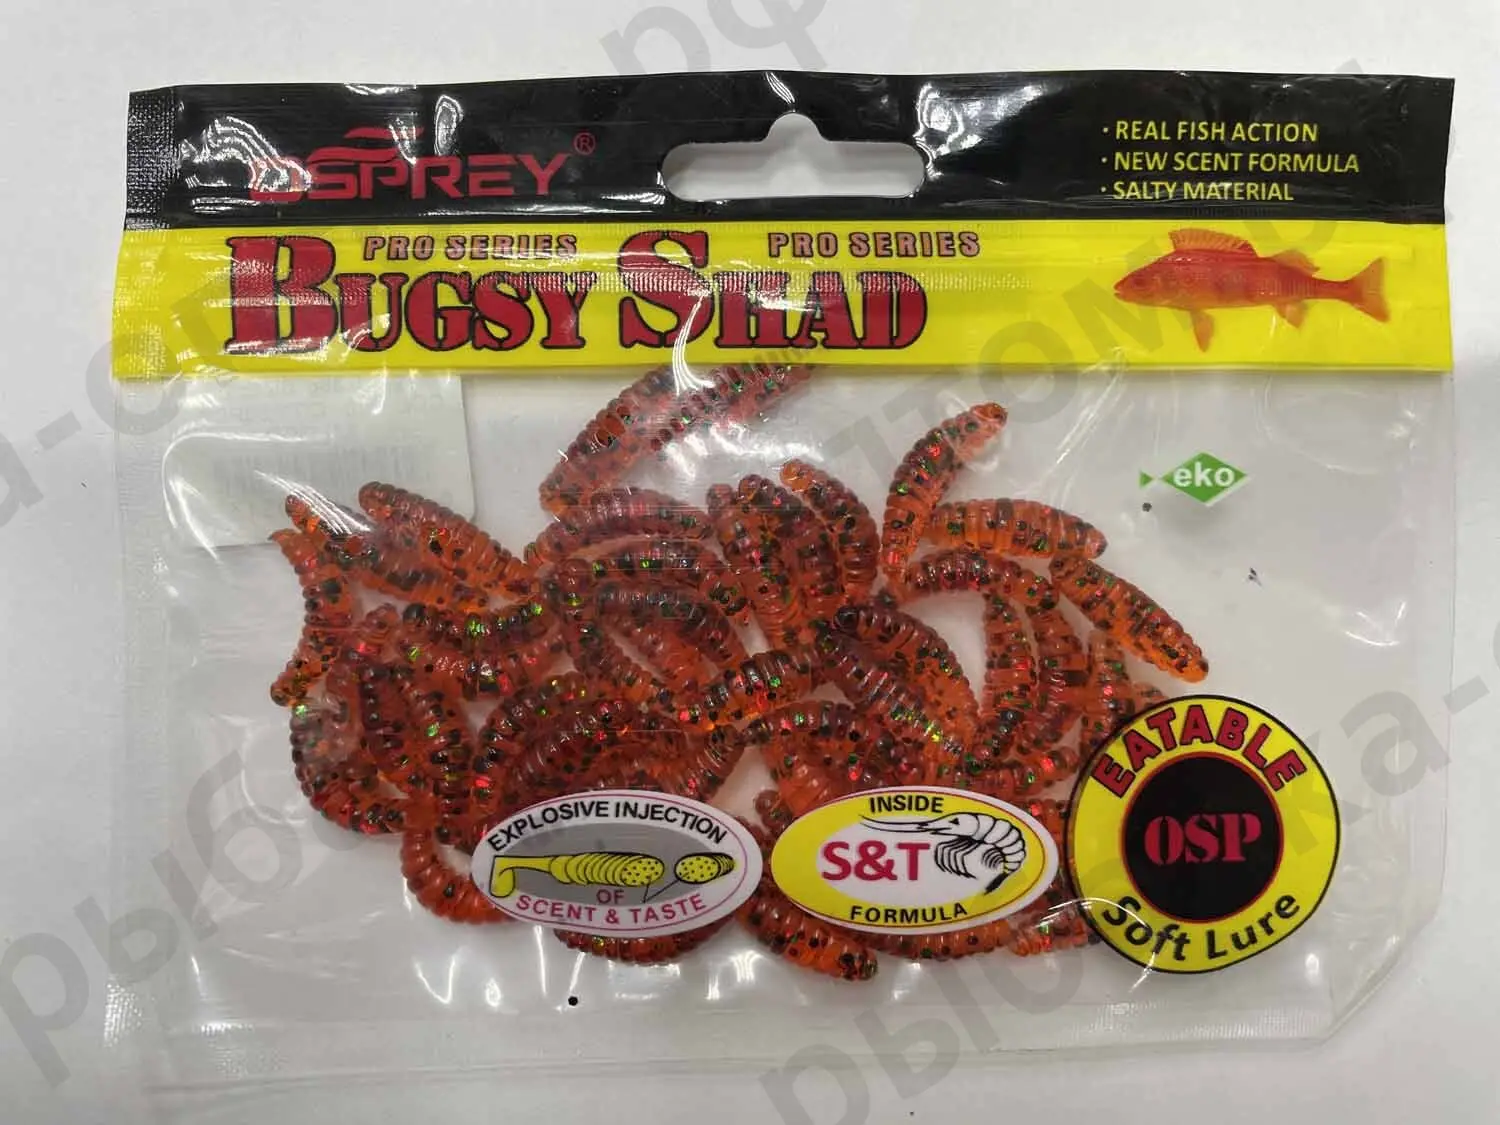 OSPREY®
· REAL FISH ACTION
· NEW SCENT FORMULA
· SALTY MATERIAL
PRO SERIES PRO SERIES
BUGSY SHAD
eko
EXPLOSIVE INJECTION
OF
SCENT & TASTE
INSIDE
S&T
FORMULA
EATABLE
OSP
Soft Lure